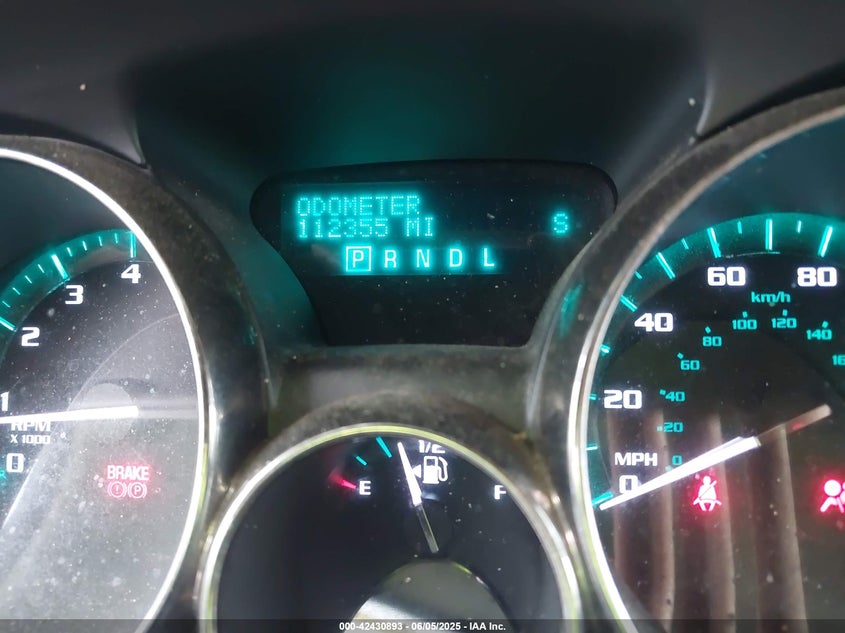 ODOMETER
112355 MI S
P R N D L
4
3
2
1
RPM
X 1000
0
BRAKE
P
1/2
E F
60 80
km/h
100 120
40 80 140
60
20 40
20
MPH 0
0
000-42430893 - 06/05/2025 - IAA Inc.